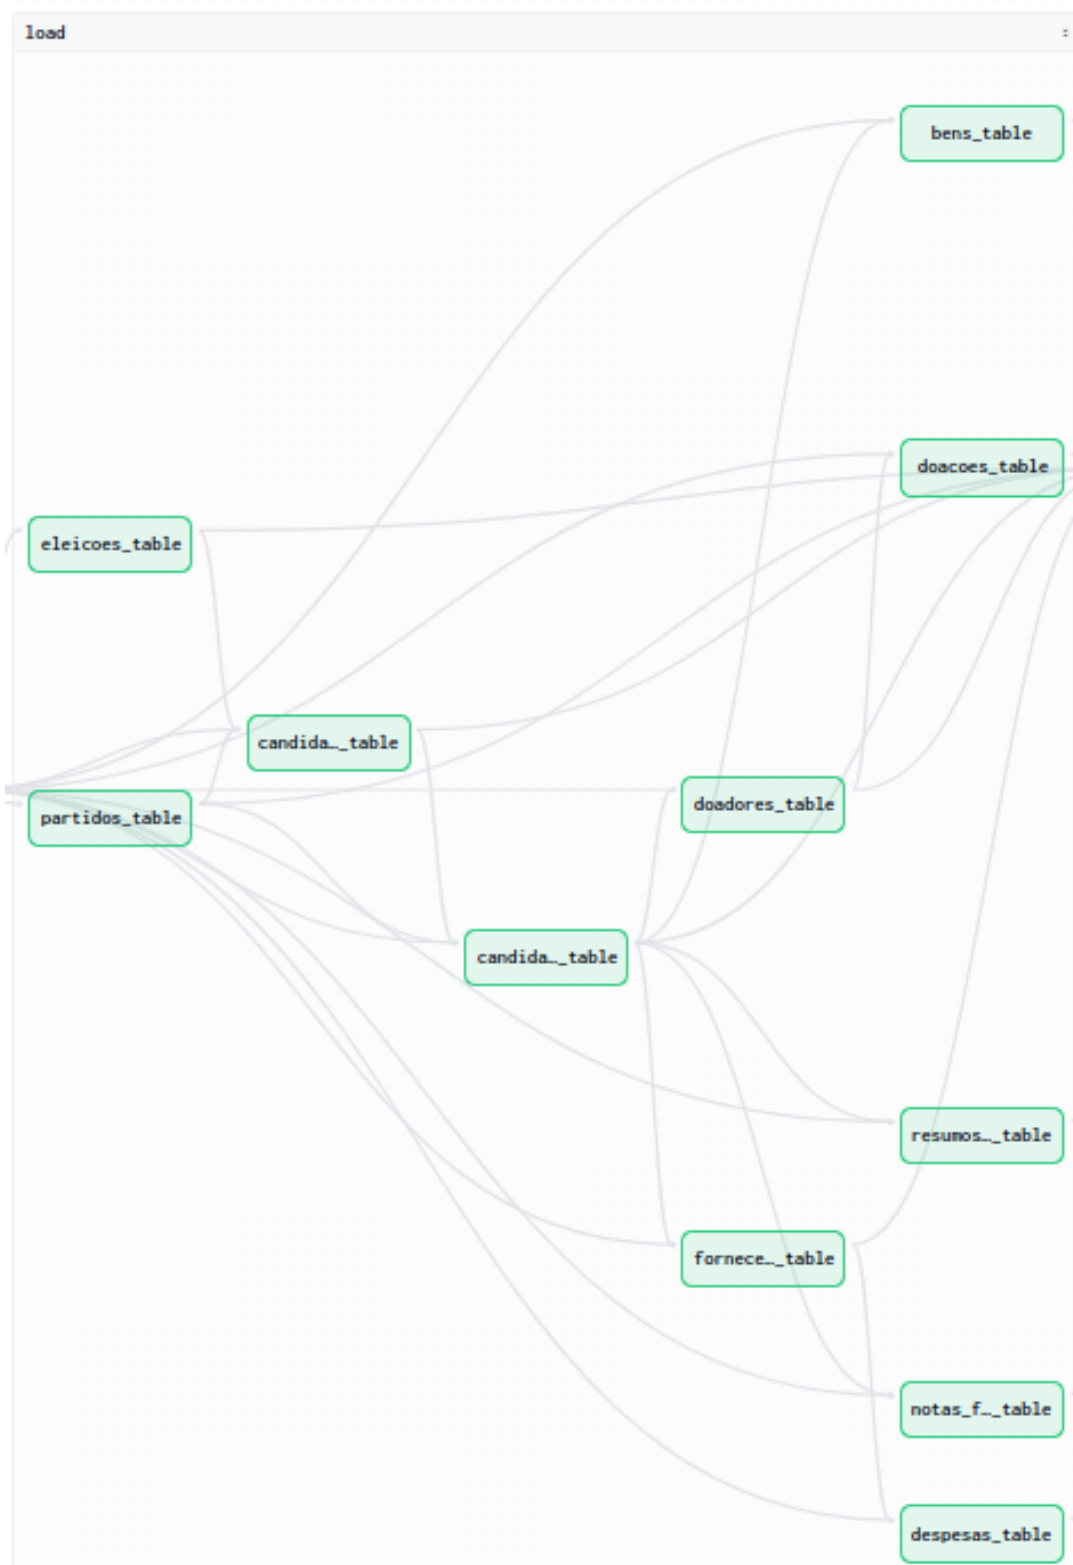 load
bens_table
doacoes_table
eleicoes_table
candida…_table
partidos_table
doadores_table
candida…_table
resumos…_table
fornece…_table
notas_f…_table
despesas_table